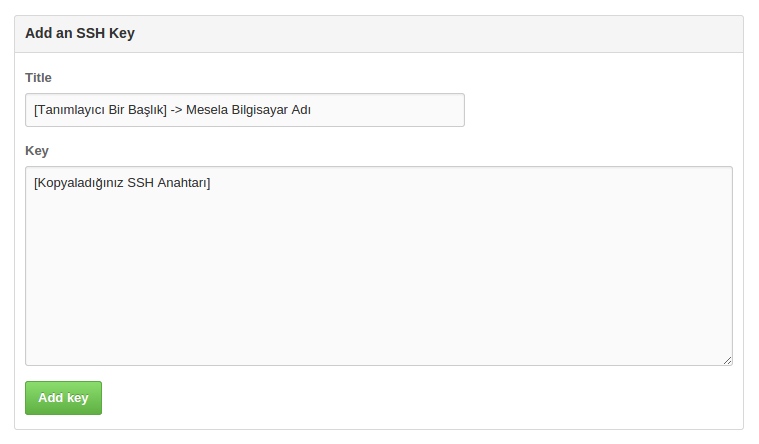 Add an SSH Key
Title
[Tanımlayıcı Bir Başlık] -> Mesela Bilgisayar Adı
Key
[Kopyaladığınız SSH Anahtarı]
Add key